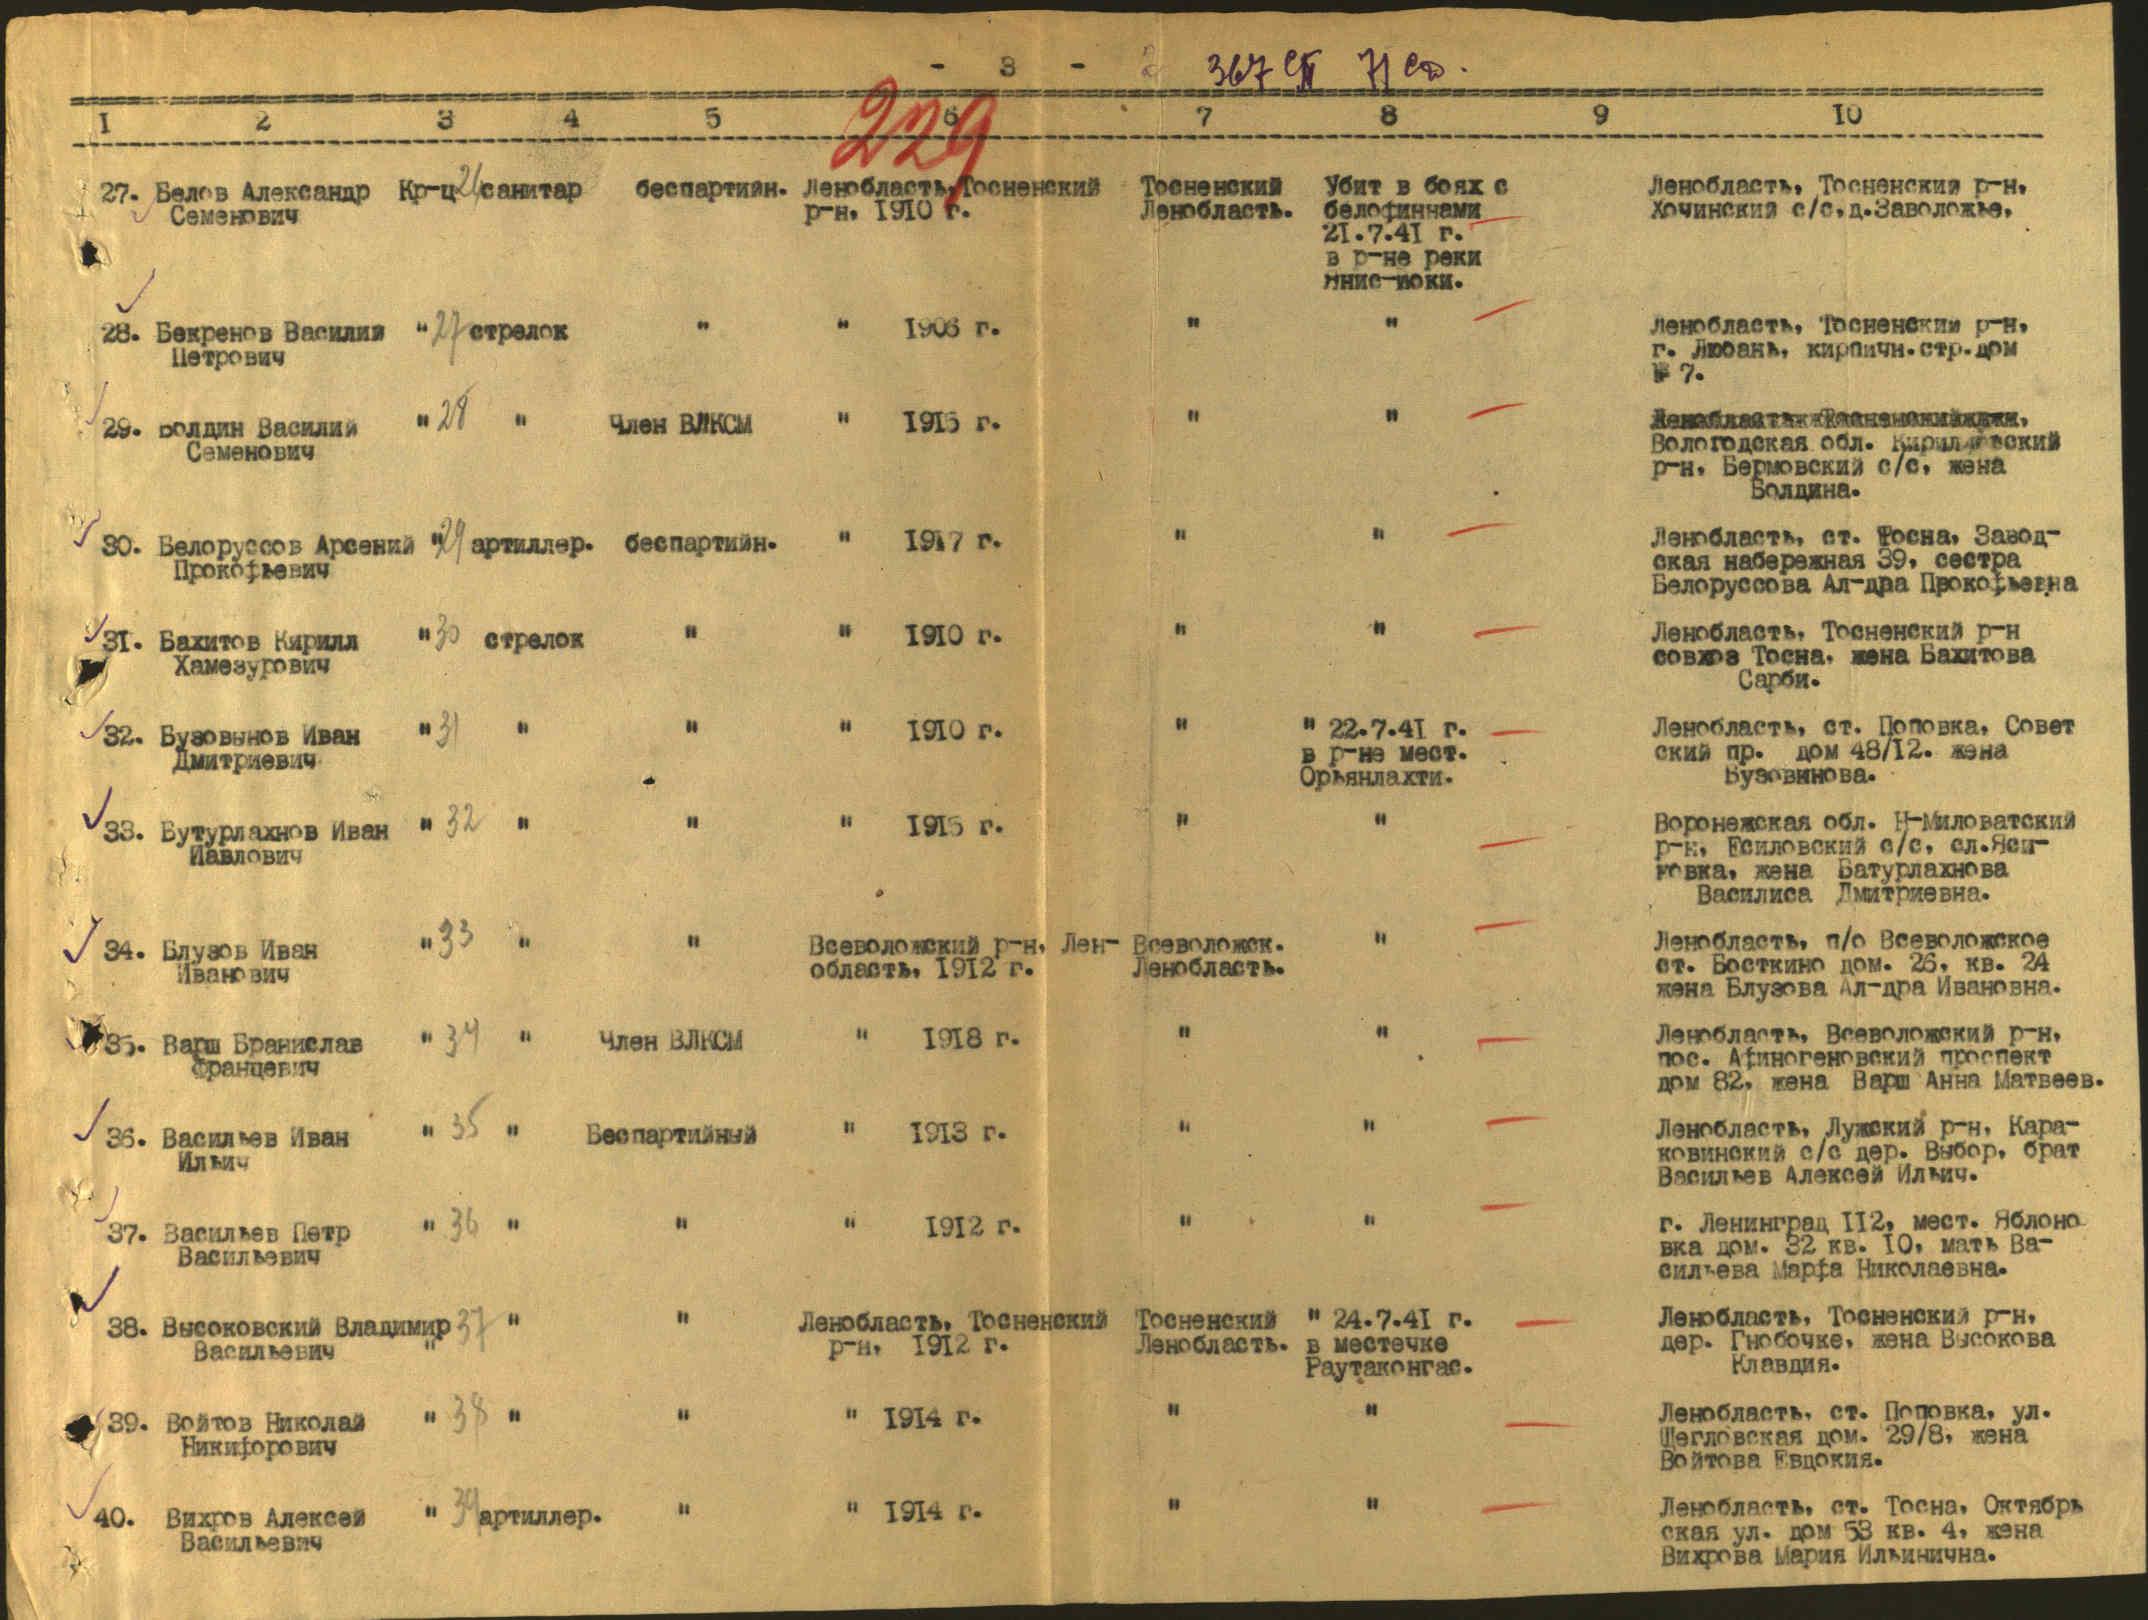 - 3 - 367 сп 71 сд.
229
1 2 3 4 5 6 7 8 9 10
27. Белов Александр Кр-ц 26 санитар беспартийн. Ленобласть, Тосненский Тосненский Убит в боях с Ленобласть, Тосненский р-н,
Семенович р-н, 1910 г. Ленобласть. белофиннами Хочинский с/с, д.Заволожье.
21.7.41 г.
в р-не реки
Янис-иоки.
28. Бекренов Василий " 27 стрелок " " 1906 г. " " Ленобласть, Тосненский р-н,
Петрович г. Любань, кирпичн.стр.дом
№ 7.
29. Болдин Василий " 28 " Член ВЛКСМ " 1915 г. " "
Семенович Вологодская обл. Кирилловский
р-н, Бермовский с/с, жена
Болдина.
30. Белоруссов Арсений " 29 артиллер. беспартийн. " 1917 г. " " Ленобласть, ст. Тосна, Завод-
Прокофьевич ская набережная 39, сестра
Белоруссова Ал-дра Прокофьевна
31. Бахитов Кирилл " 30 стрелок " " 1910 г. " " Ленобласть, Тосненский р-н
Хамезурович совхоз Тосна, жена Бахитова
Сарби.
32. Бузовынов Иван " 31 " " " 1910 г. " " 22.7.41 г. Ленобласть, ст. Поповка, Совет
Дмитриевич в р-не мест. ский пр. дом 48/12. жена
Орьянлахти. Бузовинова.
33. Бутурлахнов Иван " 32 " " " 1915 г. " " Воронежская обл. Н-Миловатский
Павлович р-н, Есиловский с/с, сл.Яси-
новка, жена Батурлахнова
Василиса Дмитриевна.
34. Блузов Иван " 33 " " Всеволожский р-н, Лен- Всеволожск. " Ленобласть, п/о Всеволожское
Иванович область, 1912 г. Ленобласть. ст. Босткино дом. 26, кв. 24
жена Блузова Ал-дра Ивановна.
35. Варш Бранислав " 34 " Член ВЛКСМ " 1918 г. " " Ленобласть, Всеволожский р-н,
Францевич пос. Афиногеновский проспект
дом 82, жена Варш Анна Матвеев.
36. Васильев Иван " 35 " Беспартийный " 1913 г. " " Ленобласть, Лужский р-н, Кара-
Ильич ковинский с/с дер. Выбор, брат
Васильев Алексей Ильич.
37. Васильев Петр " 36 " " " 1912 г. " " г. Ленинград 112, мест. Яблоно
Васильевич вка дом. 32 кв. 10, мать Ва-
сильева Марфа Николаевна.
38. Высоковский Владимир 37 " " Ленобласть, Тосненский Тосненский " 24.7.41 г. Ленобласть, Тосненский р-н,
Васильевич " р-н, 1912 г. Ленобласть. в местечке дер. Гнобочке, жена Высокова
Раутаконгас. Клавдия.
39. Войтов Николай " 38 " " " 1914 г. " " Ленобласть, ст. Поповка, ул.
Никифорович Щегловская дом. 29/8, жена
Войтова Евдокия.
40. Вихров Алексей " 39 артиллер. " " 1914 г. " " Ленобласть, ст. Тосна, Октябрь
Васильевич ская ул. дом 53 кв. 4, жена
Вихрова Мария Ильинична.